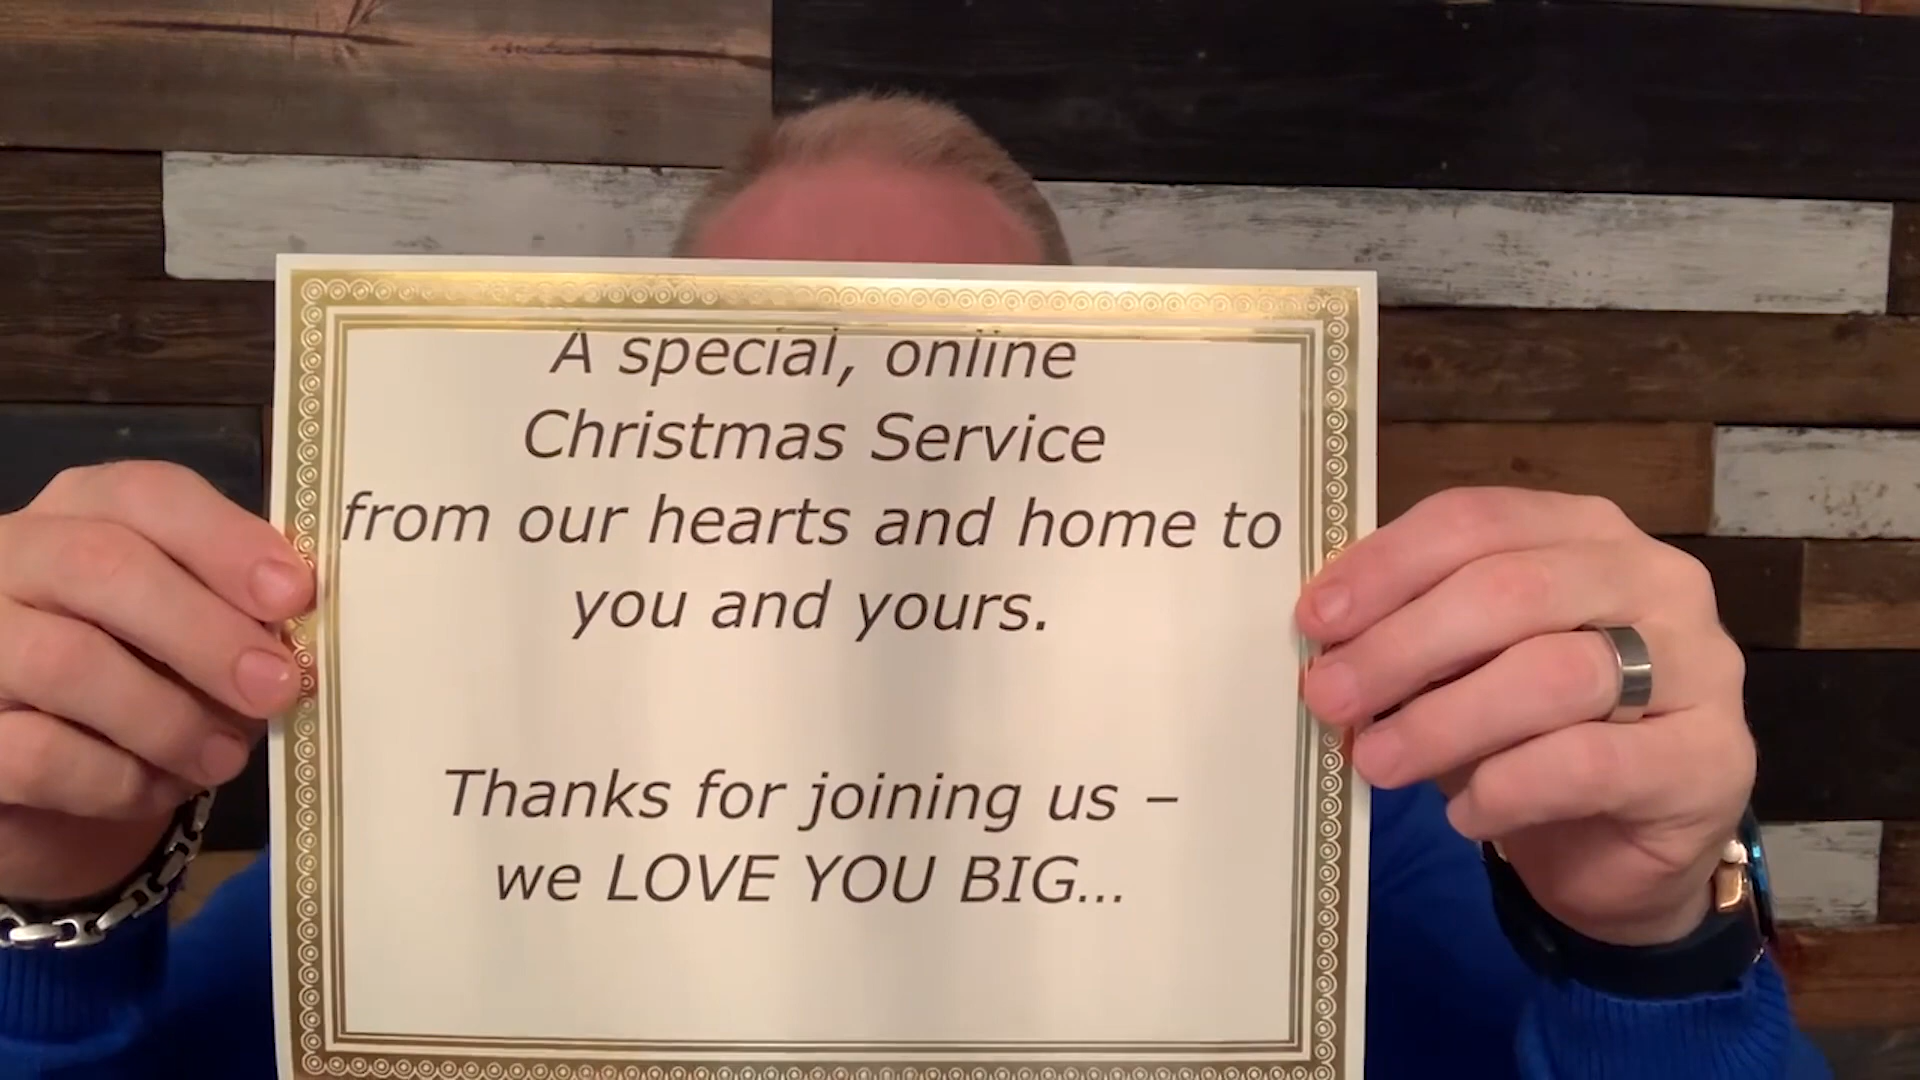 A special, online
Christmas Service
from our hearts and home to
you and yours.
Thanks for joining us –
we LOVE YOU BIG...